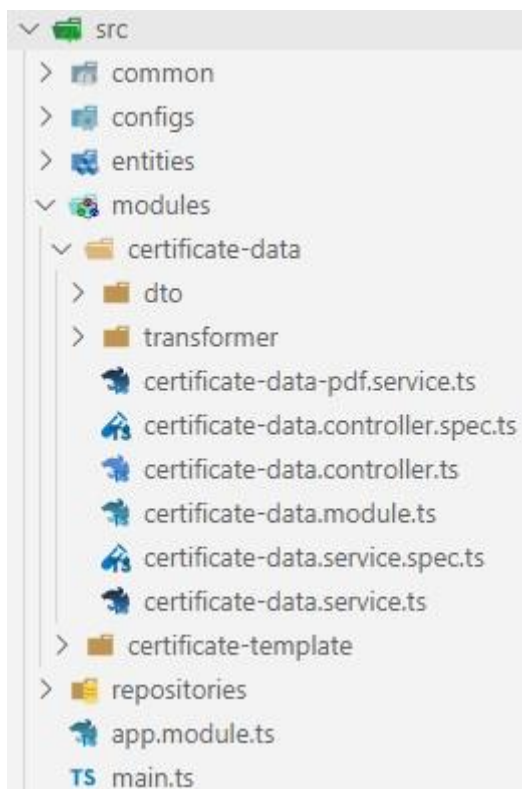 src
common
configs
entities
modules
certificate-data
dto
transformer
certificate-data-pdf.service.ts
certificate-data.controller.spec.ts
certificate-data.controller.ts
certificate-data.module.ts
certificate-data.service.spec.ts
certificate-data.service.ts
certificate-template
repositories
app.module.ts
TS main.ts